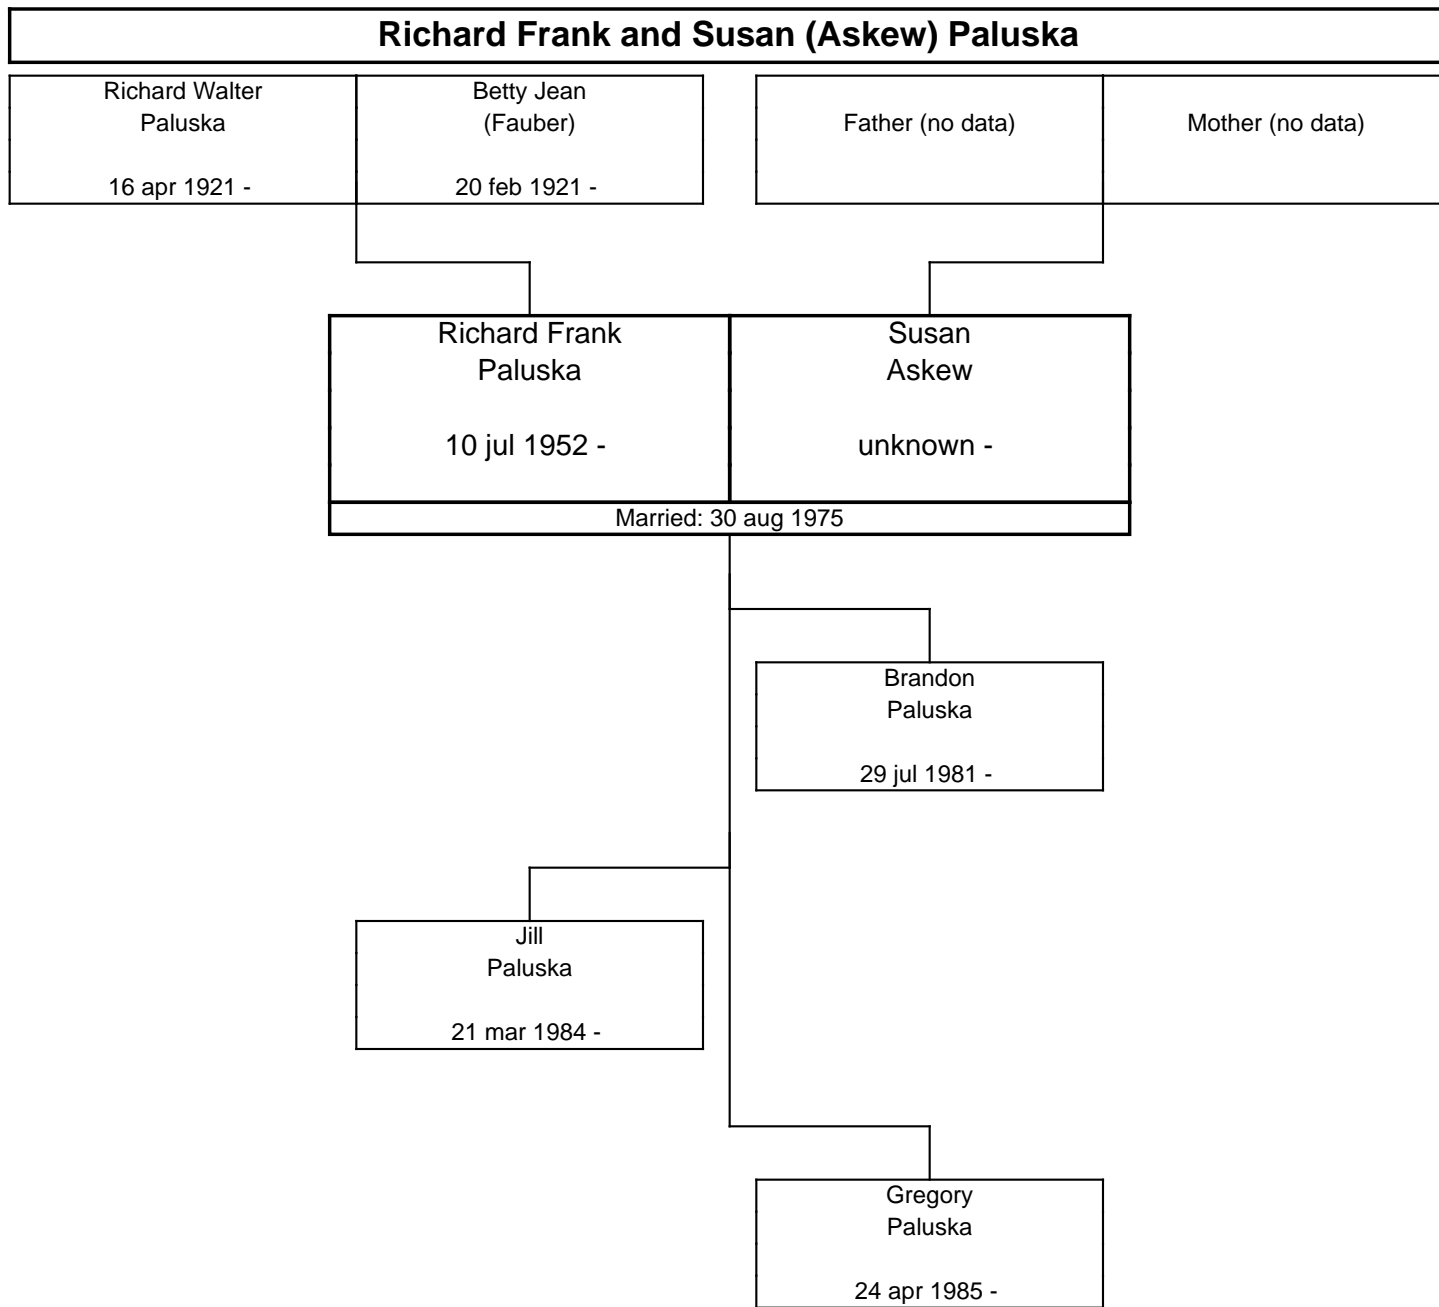 Richard Frank and Susan (Askew) Paluska
Richard Walter
Paluska
16 apr 1921 -
Betty Jean
(Fauber)
20 feb 1921 -
Father (no data)
Mother (no data)
Richard Frank
Paluska
10 jul 1952 -
Susan
Askew
unknown -
Married: 30 aug 1975
Brandon
Paluska
29 jul 1981 -
Jill
Paluska
21 mar 1984 -
Gregory
Paluska
24 apr 1985 -